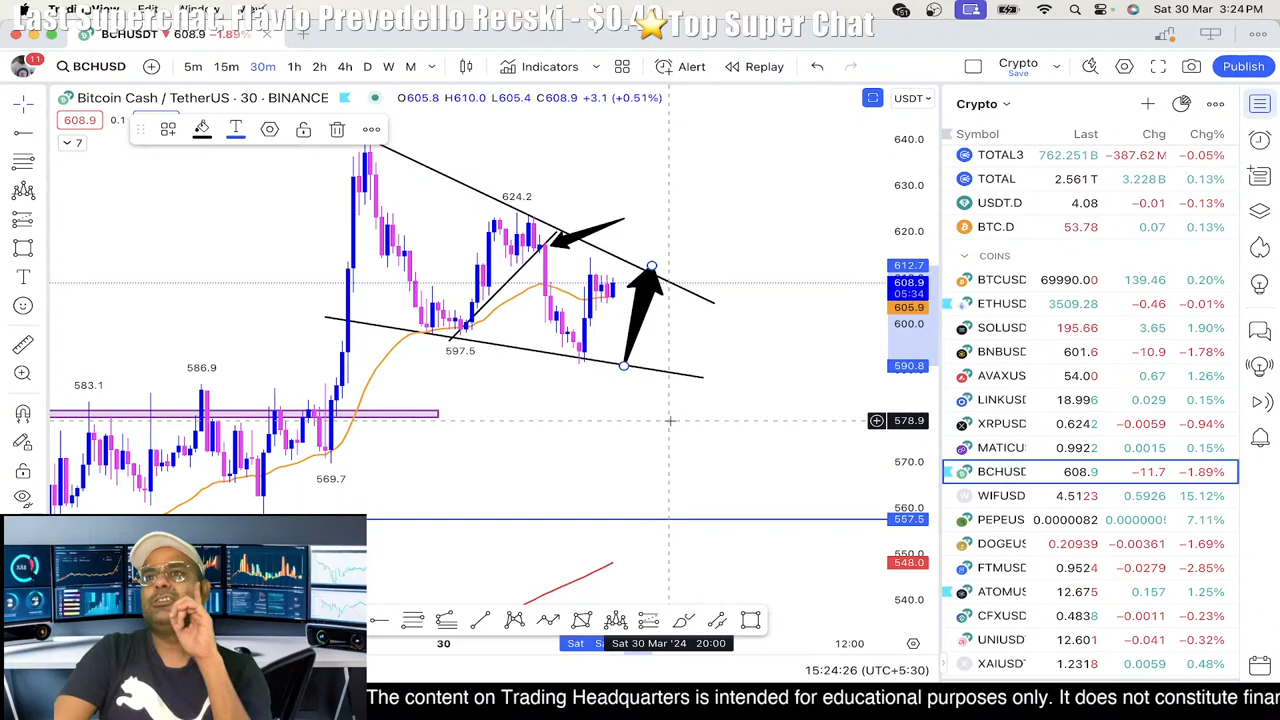 Last Superchat, Flavio Prevedello Recski - $0.40 ⭐Top Super Chat
Sat 30 Mar 3:24 PM
BCHUSDT ▼ 608.9 −1.89%
11
BCHUSD
5m 15m 30m 1h 2h 4h D W M
Indicators
Alert
Replay
Crypto
Save
Publish
Bitcoin Cash / TetherUS · 30 · BINANCE
O605.8 H610.0 L605.4 C608.9 +3.1 (+0.51%)
USDT
608.9
0.1
7
640.0
630.0
620.0
612.7
608.9
05:34
605.9
600.0
590.8
578.9
570.0
560.0
557.5
550.0
548.0
540.0
624.2
597.5
586.9
583.1
569.7
30
Sat
Sat 30 Mar '24 20:00
12:00
15:24:26 (UTC+5:30)
Crypto
Symbol Last Chg Chg%
TOTAL3 762.251B −387.62M −0.05%
TOTAL 2.561T 3.228B 0.13%
USDT.D 4.08 −0.01 −0.13%
BTC.D 53.78 0.07 0.13%
COINS
BTCUSD 69990.00 139.46 0.20%
ETHUSD 3509.28 −0.46 −0.01%
SOLUSD 195.66 3.65 1.90%
BNBUSD 601.6 −10.9 −1.78%
AVAXUS 54.00 0.67 1.26%
LINKUSD 18.996 0.029 0.15%
XRPUSD 0.6242 −0.0059 −0.94%
MATICUS 0.9922 0.0015 0.15%
BCHUSD 608.9 −11.7 −1.89%
WIFUSD 4.5123 0.5926 15.12%
PEPEUS 0.0000082 0.0000005 7.11%
DOGEUS 0.20939 −0.00361 −1.69%
FTMUSD 0.9524 −0.0279 −2.85%
ATOMUS 12.675 0.157 1.25%
CFXUSD 0.4838 −0.0011 −0.23%
UNIUSD 12.601 −0.041 −0.32%
XAIUSD 1.2318 0.0059 0.48%
The content on Trading Headquarters is intended for educational purposes only. It does not constitute finan